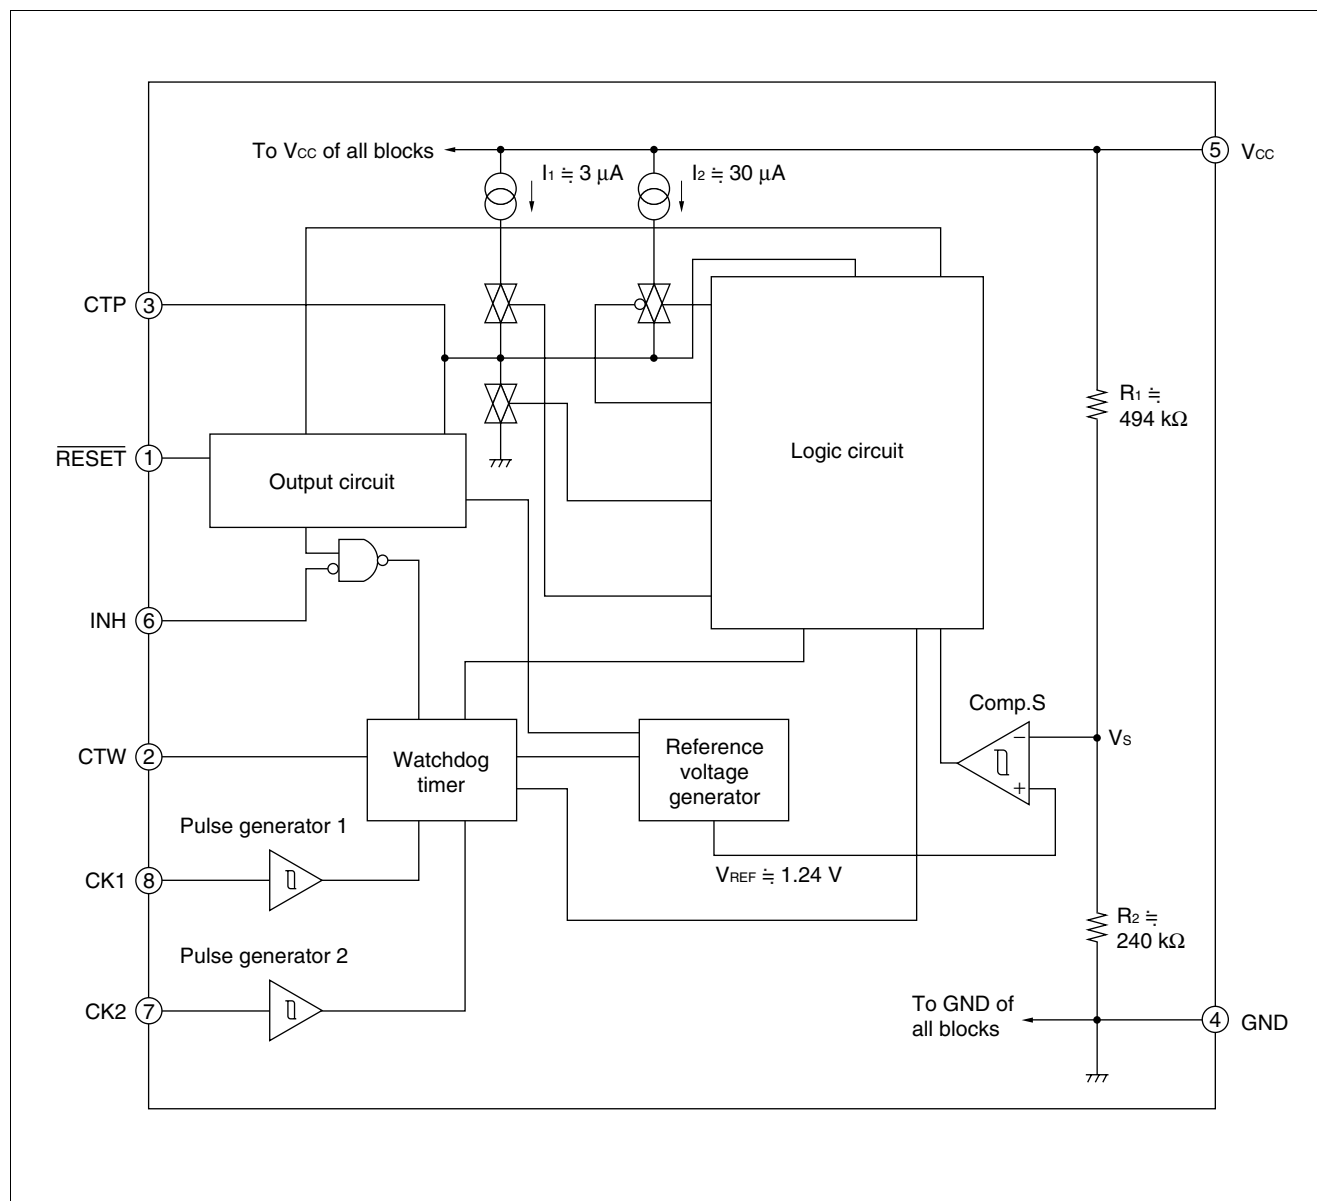 To VCC of all blocks
I1 ≒ 3 μA
I2 ≒ 30 μA
5
VCC
CTP
3
R1 ≒
494 kΩ
RESET
1
Output circuit
Logic circuit
INH
6
Comp.S
CTW
2
Watchdog
timer
Reference
voltage
generator
−
+
VS
Pulse generator 1
CK1
8
VREF ≒ 1.24 V
R2 ≒
240 kΩ
Pulse generator 2
CK2
7
To GND of
all blocks
4
GND